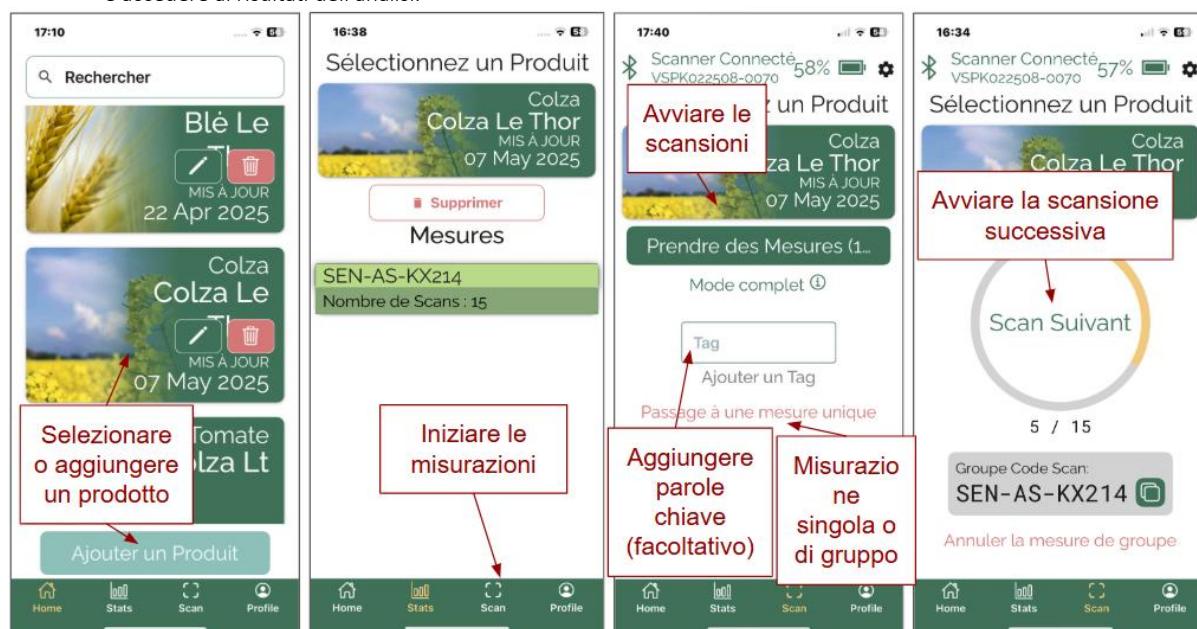 17:10
Rechercher
Blé Le
MIS À JOUR
22 Apr 2025
Colza
Colza Le
MIS À JOUR
07 May 2025
Selezionare
o aggiungere
un prodotto
Tomate
Lt
Ajouter un Produit
Home Stats Scan Profile
16:38
Sélectionnez un Produit
Colza
Colza Le Thor
MIS À JOUR
07 May 2025
Supprimer
Mesures
SEN-AS-KX214
Nombre de Scans : 15
Iniziare le
misurazioni
Home Stats Scan Profile
17:40
Scanner Connecté
VSPK022508-0070
58%
Avviare le
scansioni
un Produit
Colza
za Le Thor
MIS À JOUR
07 May 2025
Prendre des Mesures (1...
Mode complet
Tag
Ajouter un Tag
Passage à une mesure unique
Aggiungere
parole
chiave
(facoltativo)
Misurazio
ne
singola o
di gruppo
Home Stats Scan Profile
16:34
Scanner Connecté
VSPK022508-0070
57%
Sélectionnez un Produit
Colza
Colza Le Thor
Avviare la scansione
successiva
Scan Suivant
5 / 15
Groupe Code Scan:
SEN-AS-KX214
Annuler la mesure de groupe
Home Stats Scan Profile